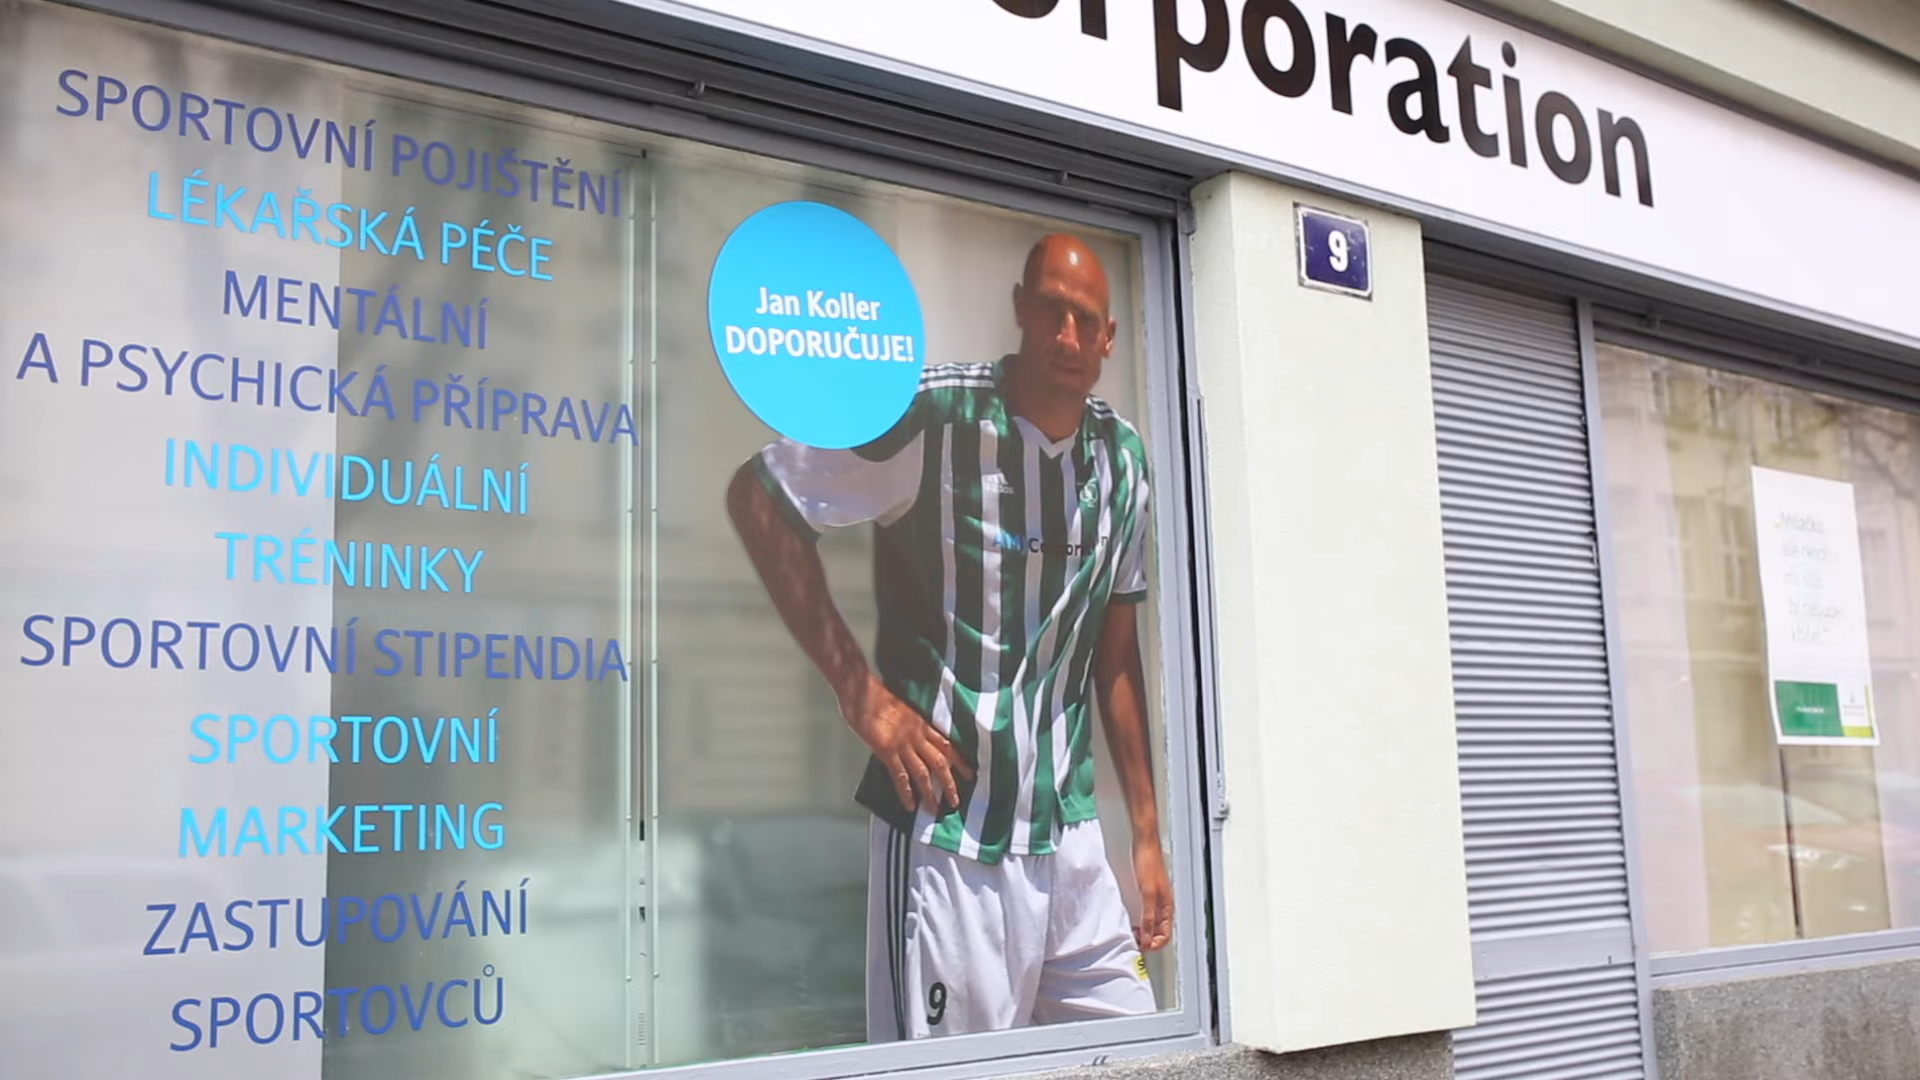 orporation
SPORTOVNÍ POJIŠTĚNÍ
LÉKAŘSKÁ PÉČE
MENTÁLNÍ
A PSYCHICKÁ PŘÍPRAVA
INDIVIDUÁLNÍ
TRÉNINKY
SPORTOVNÍ STIPENDIA
SPORTOVNÍ
MARKETING
ZASTUPOVÁNÍ
SPORTOVCŮ
Jan Koller
DOPORUČUJE!
adidas
9
9